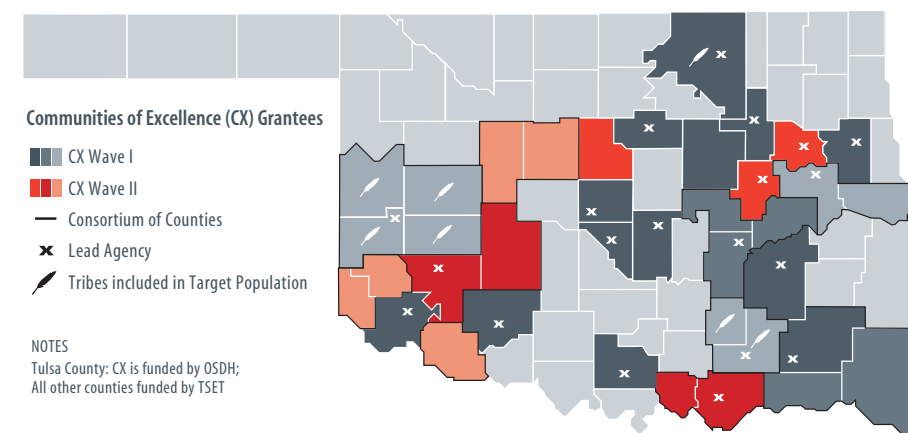 Communities of Excellence (CX) Grantees
CX Wave I
CX Wave II
Consortium of Counties
Lead Agency
Tribes included in Target Population
NOTES
Tulsa County: CX is funded by OSDH;
All other counties funded by TSET